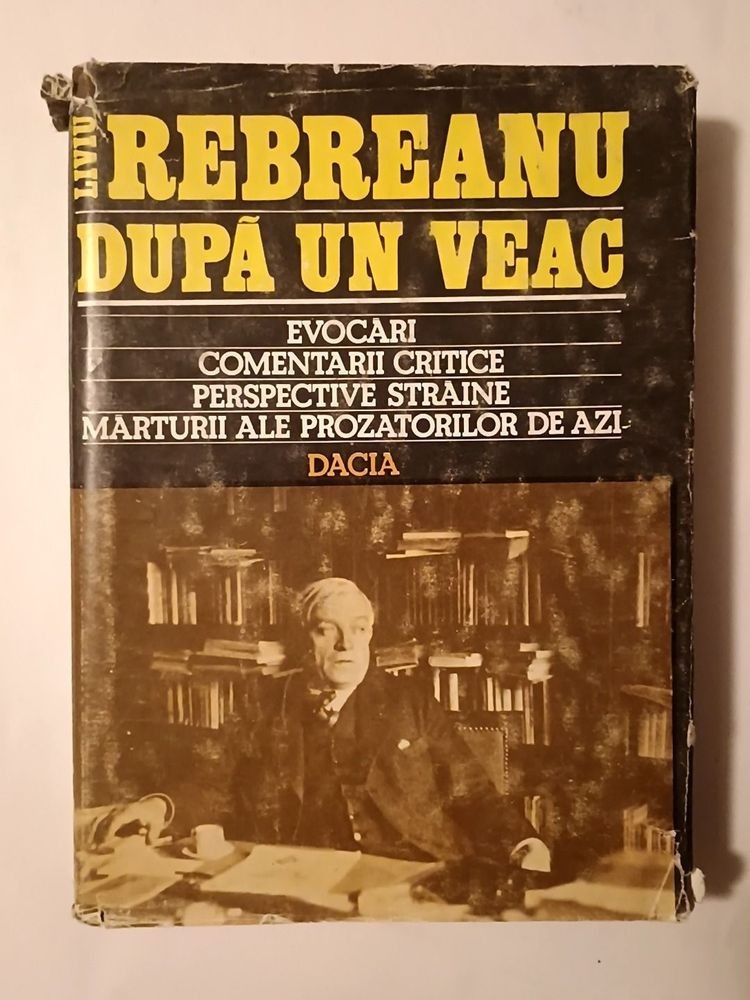 LIVIU
REBREANU
DUPĂ UN VEAC
EVOCĂRI
COMENTARII CRITICE
PERSPECTIVE STRĂINE
MĂRTURII ALE PROZATORILOR DE AZI
DACIA